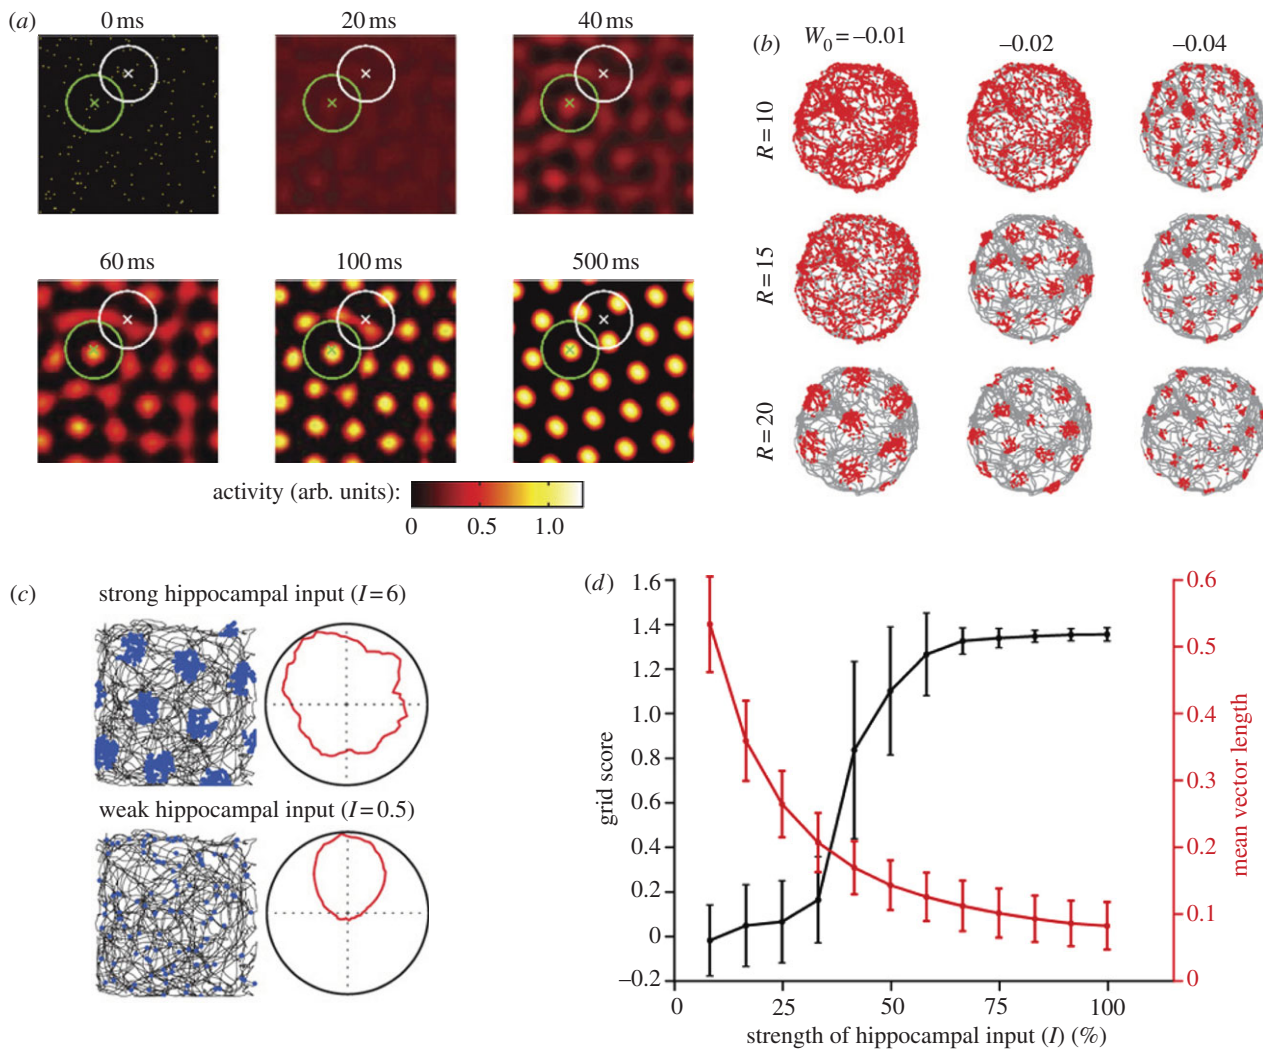 (a)
0 ms 20 ms 40 ms
60 ms 100 ms 500 ms
activity (arb. units):
0 0.5 1.0
(b)
W0 = –0.01 –0.02 –0.04
R = 10
R = 15
R = 20
(c)
strong hippocampal input (I = 6)
weak hippocampal input (I = 0.5)
(d)
1.6
1.4
1.2
1.0
0.8
0.6
0.4
0.2
0
–0.2
grid score
0 25 50 75 100
strength of hippocampal input (I) (%)
0.6
0.5
0.4
0.3
0.2
0.1
0
mean vector length